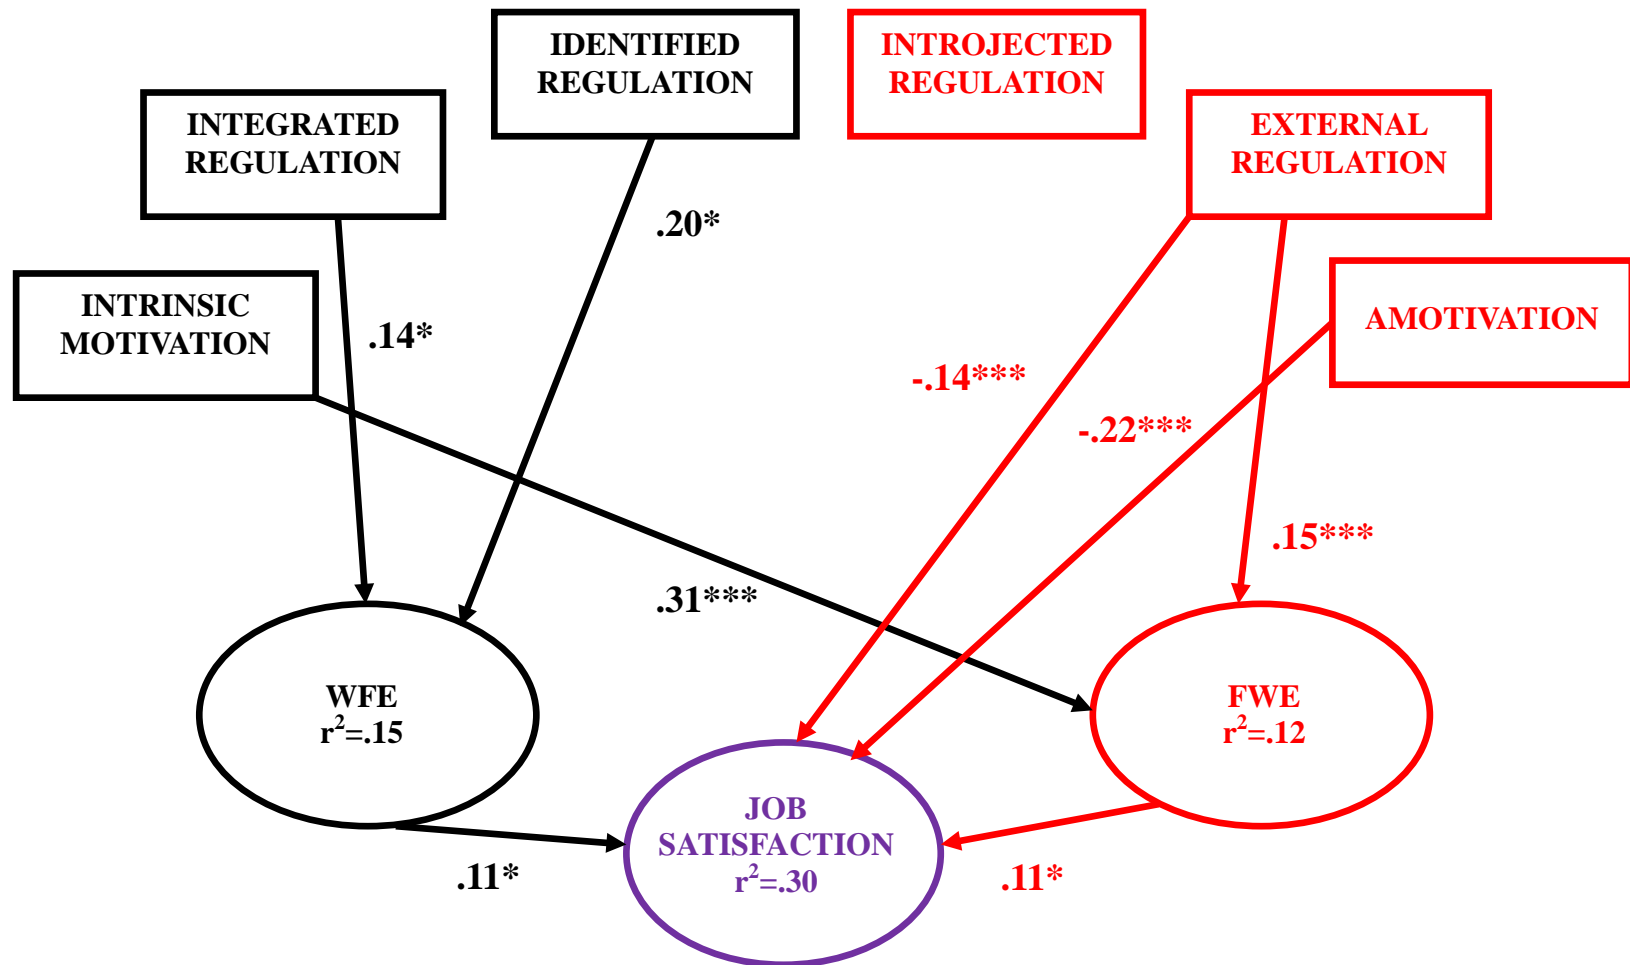 IDENTIFIED
REGULATION
INTROJECTED
REGULATION
INTEGRATED
REGULATION
EXTERNAL
REGULATION
.20*
INTRINSIC
MOTIVATION
.14*
AMOTIVATION
-.14***
-.22***
.15***
.31***
WFE
r²=.15
FWE
r²=.12
JOB
SATISFACTION
r²=.30
.11*
.11*